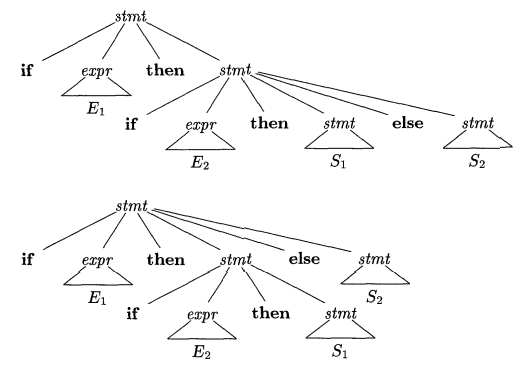 stmt
if expr then stmt
E1
if expr then stmt else stmt
E2 S1 S2
stmt
if expr then stmt else stmt
E1 S2
if expr then stmt
E2 S1